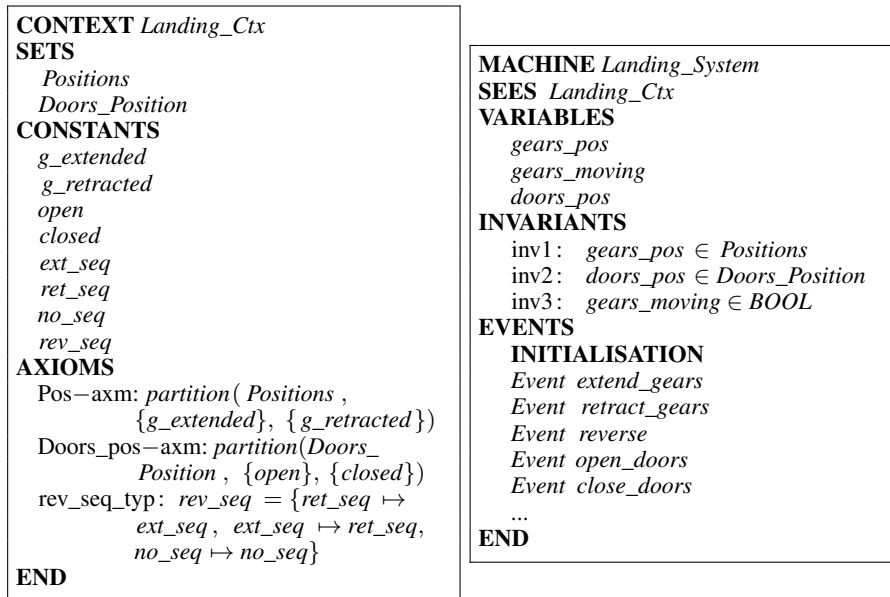 CONTEXT Landing_Ctx
SETS
Positions
Doors_Position
CONSTANTS
g_extended
g_retracted
open
closed
ext_seq
ret_seq
no_seq
rev_seq
AXIOMS
Pos−axm: partition( Positions ,
{g_extended}, {g_retracted})
Doors_pos−axm: partition(Doors_
Position , {open}, {closed})
rev_seq_typ: rev_seq = {ret_seq ↦
ext_seq , ext_seq ↦ ret_seq,
no_seq ↦ no_seq}
END
MACHINE Landing_System
SEES Landing_Ctx
VARIABLES
gears_pos
gears_moving
doors_pos
INVARIANTS
inv1: gears_pos ∈ Positions
inv2: doors_pos ∈ Doors_Position
inv3: gears_moving ∈ BOOL
EVENTS
INITIALISATION
Event extend_gears
Event retract_gears
Event reverse
Event open_doors
Event close_doors
...
END